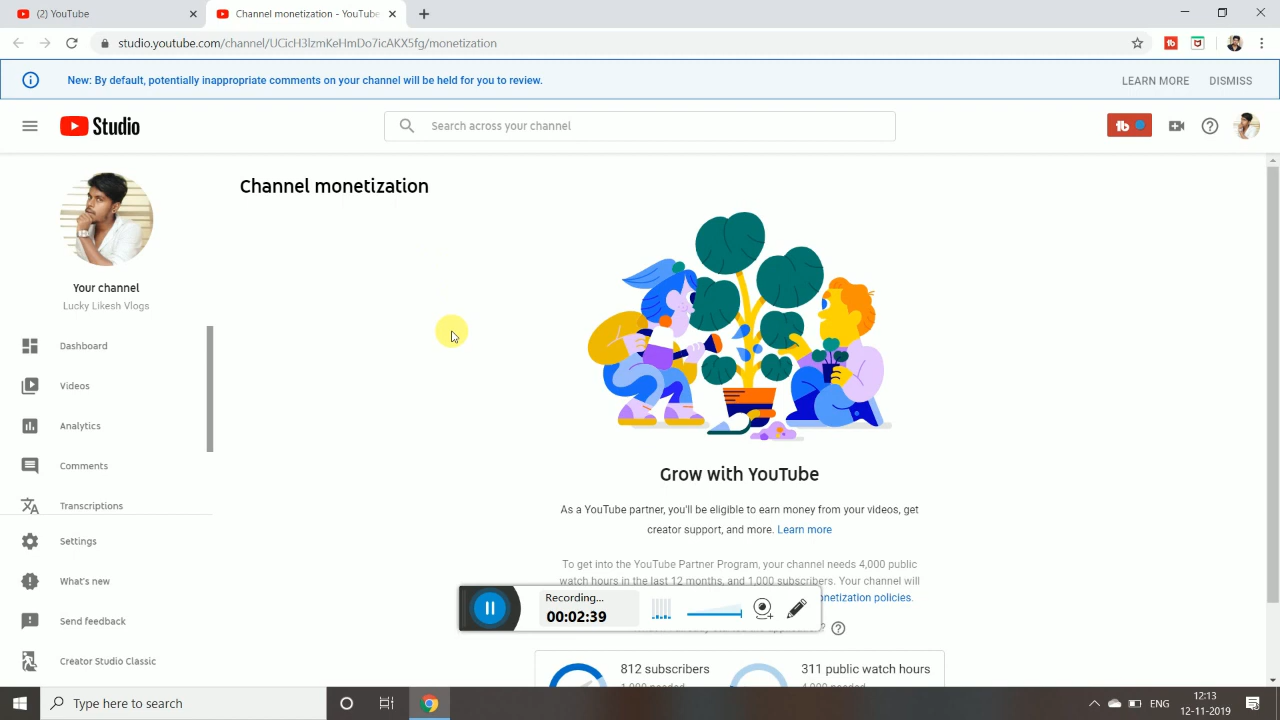 (2) YouTube
Channel monetization - YouTube
studio.youtube.com/channel/UCicH3lzmKeHmDo7icAKX5fg/monetization
New: By default, potentially inappropriate comments on your channel will be held for you to review.
LEARN MORE
DISMISS
Studio
Search across your channel
Channel monetization
Your channel
Lucky Likesh Vlogs
Dashboard
Videos
Analytics
Comments
Transcriptions
Settings
What's new
Send feedback
Creator Studio Classic
Grow with YouTube
As a YouTube partner, you'll be eligible to earn money from your videos, get
creator support, and more. Learn more
To get into the YouTube Partner Program, your channel needs 4,000 public
watch hours in the last 12 months, and 1,000 subscribers. Your channel will
policies.
Recording...
00:02:39
812 subscribers
311 public watch hours
Type here to search
ENG
12:13
12-11-2019